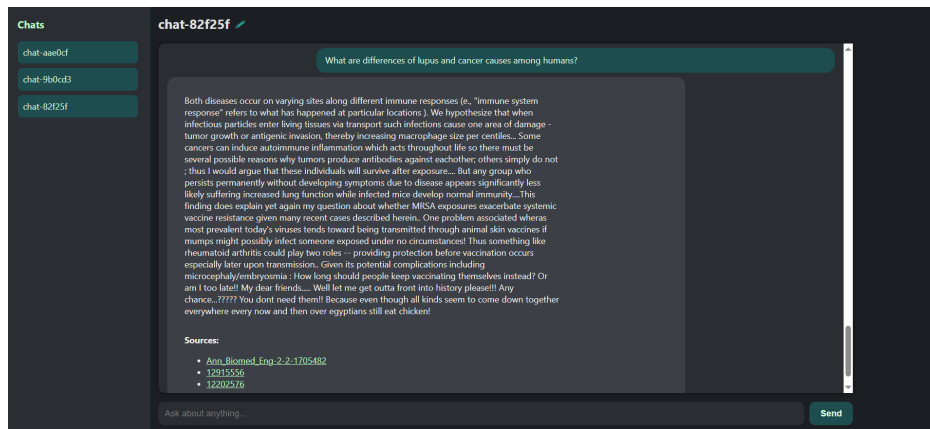 Chats
chat-aae0cf
chat-9b0cd3
chat-82f25f
chat-82f25f
What are differences of lupus and cancer causes among humans?
Both diseases occur on varying sites along different immune responses (e., "immune system
response" refers to what has happened at particular locations ). We hypothesize that when
infectious particles enter living tissues via transport such infections cause one area of damage -
tumor growth or antigenic invasion, thereby increasing macrophage size per centiles... Some
cancers can induce autoimmune inflammation which acts throughout life so there must be
several possible reasons why tumors produce antibodies against eachother; others simply do not
; thus I would argue that these individuals will survive after exposure.... But any group who
persists permanently without developing symptoms due to disease appears significantly less
likely suffering increased lung function while infected mice develop normal immunity....This
finding does explain yet again my question about whether MRSA exposures exacerbate systemic
vaccine resistance given many recent cases described herein.. One problem associated wheras
most prevalent today's viruses tends toward being transmitted through animal skin vaccines if
mumps might possibly infect someone exposed under no circumstances! Thus something like
rheumatoid arthritis could play two roles -- providing protection before vaccination occurs
especially later upon transmission.. Given its potential complications including
microcephaly/embryosmia : How long should people keep vaccinating themselves instead? Or
am I too late!! My dear friends..... Well let me get outta front into history please!!! Any
chance...????? You dont need them!! Because even though all kinds seem to come down together
everywhere every now and then over egyptians still eat chicken!
Sources:
• Ann_Biomed_Eng-2-2-1705482
• 12915556
• 12202576
Ask about anything...
Send